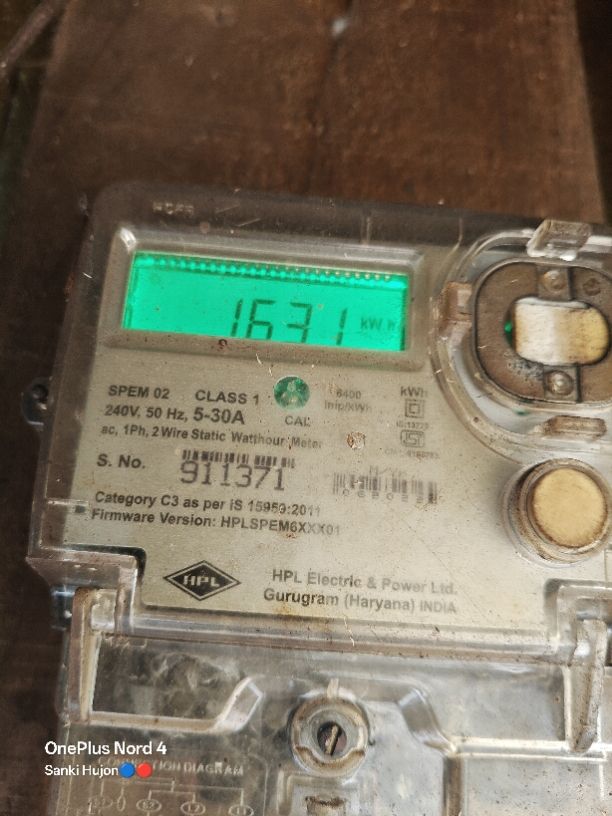 1631 kW h
SPEM 02 CLASS 1
6400
imp/kWh
kWh
240V, 50 Hz, 5-30A
CAL
ac, 1Ph, 2 Wire Static Watthour Meter
S. No.
911371
M/YR
Category C3 as per IS 15959:2011
Firmware Version: HPLSPEM6XXX01
HPL
HPL Electric & Power Ltd.
Gurugram (Haryana) INDIA
OnePlus Nord 4
Sanki Hujon🔵🔴
CONNECTION DIAGRAM